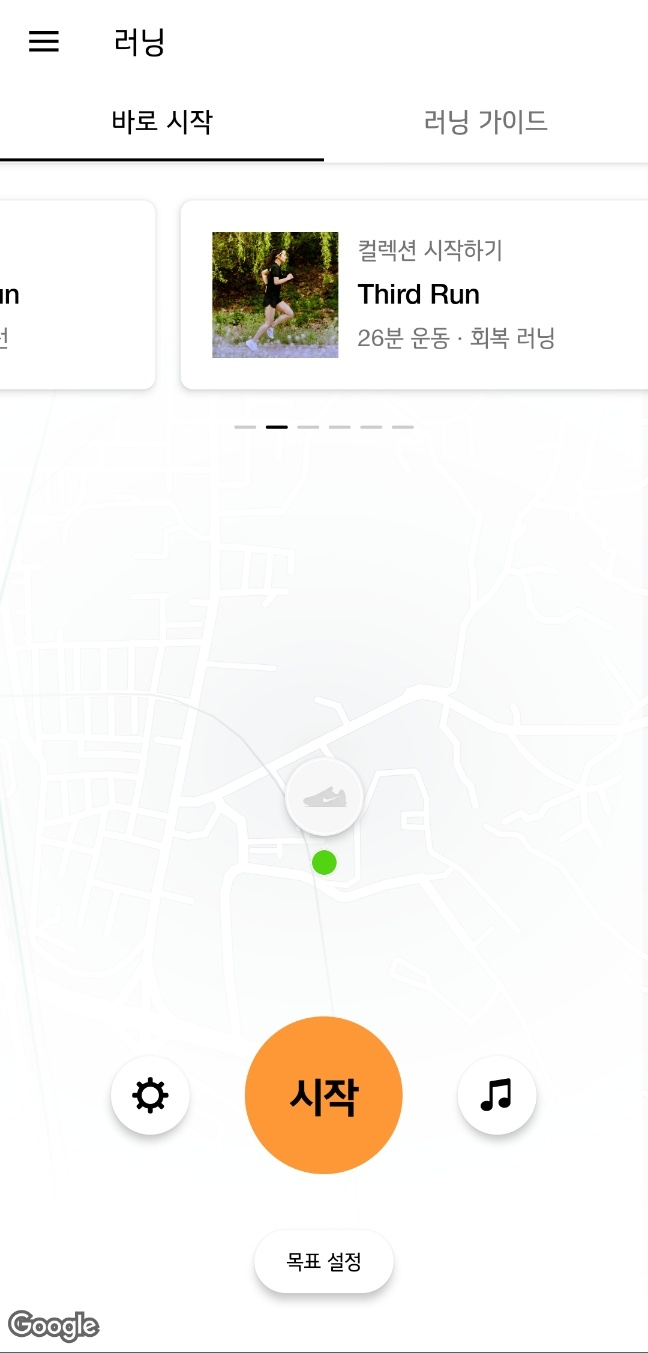 러닝
바로 시작
러닝 가이드
컬렉션 시작하기
Third Run
26분 운동 · 회복 러닝
시작
목표 설정
Google